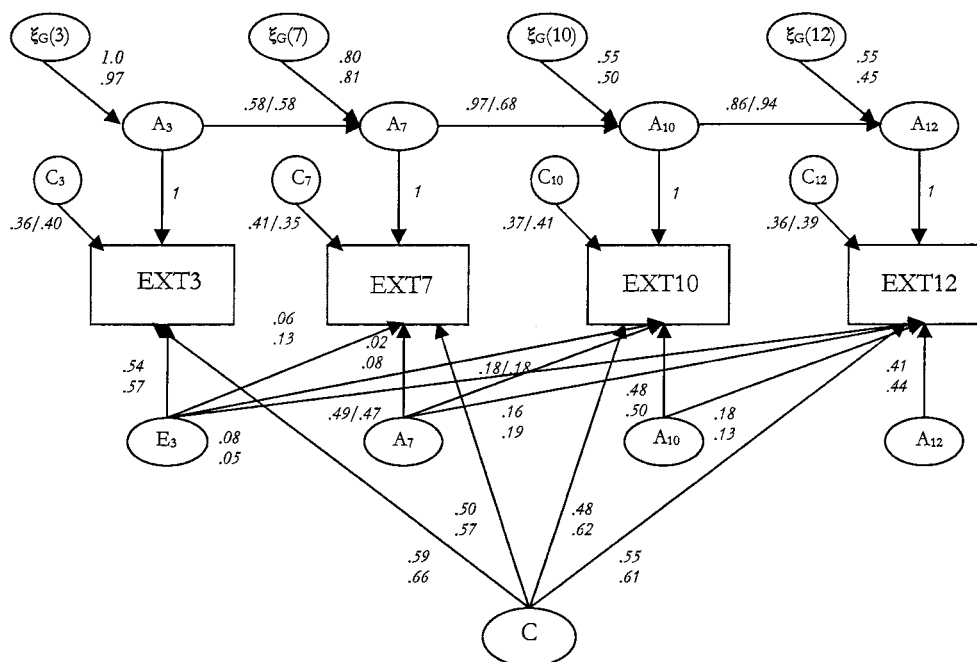 ξG(3)
ξG(7)
ξG(10)
ξG(12)
1.0
.97
.80
.81
.55
.50
.55
.45
.58/.58
.97/.68
.86/.94
A3
A7
A10
A12
C3
C7
C10
C12
1
1
1
1
.36/.40
.41/.35
.37/.41
.36/.39
EXT3
EXT7
EXT10
EXT12
.06
.13
.02
.08
.18/.18
.54
.57
.48
.50
.41
.44
.49/.47
.16
.19
.18
.13
E3
A7
A10
A12
.08
.05
.50
.57
.48
.62
.59
.66
.55
.61
C